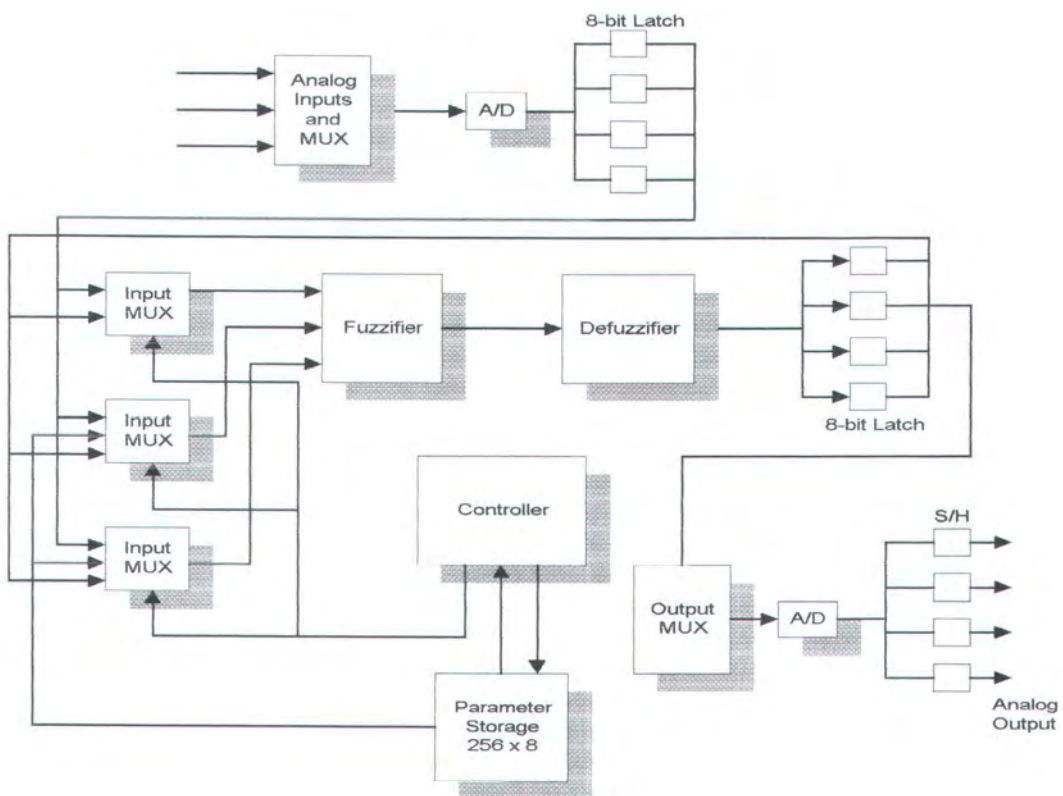 8-bit Latch
Analog
Inputs
and
MUX
A/D
Input
MUX
Fuzzifier
Defuzzifier
8-bit Latch
Input
MUX
Controller
Input
MUX
S/H
Output
MUX
A/D
Parameter
Storage
256 x 8
Analog
Output